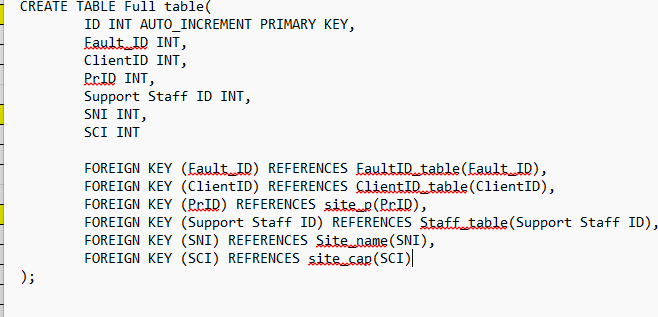 CREATE TABLE Full table(
ID INT AUTO_INCREMENT PRIMARY KEY,
Fault_ID INT,
ClientID INT,
PrID INT,
Support Staff ID INT,
SNI INT,
SCI INT
FOREIGN KEY (Fault_ID) REFERENCES FaultID_table(Fault_ID),
FOREIGN KEY (ClientID) REFERENCES ClientID_table(ClientID),
FOREIGN KEY (PrID) REFERENCES site_p(PrID),
FOREIGN KEY (Support Staff ID) REFERENCES Staff_table(Support Staff ID),
FOREIGN KEY (SNI) REFERENCES Site_name(SNI),
FOREIGN KEY (SCI) REFRENCES site_cap(SCI)
);